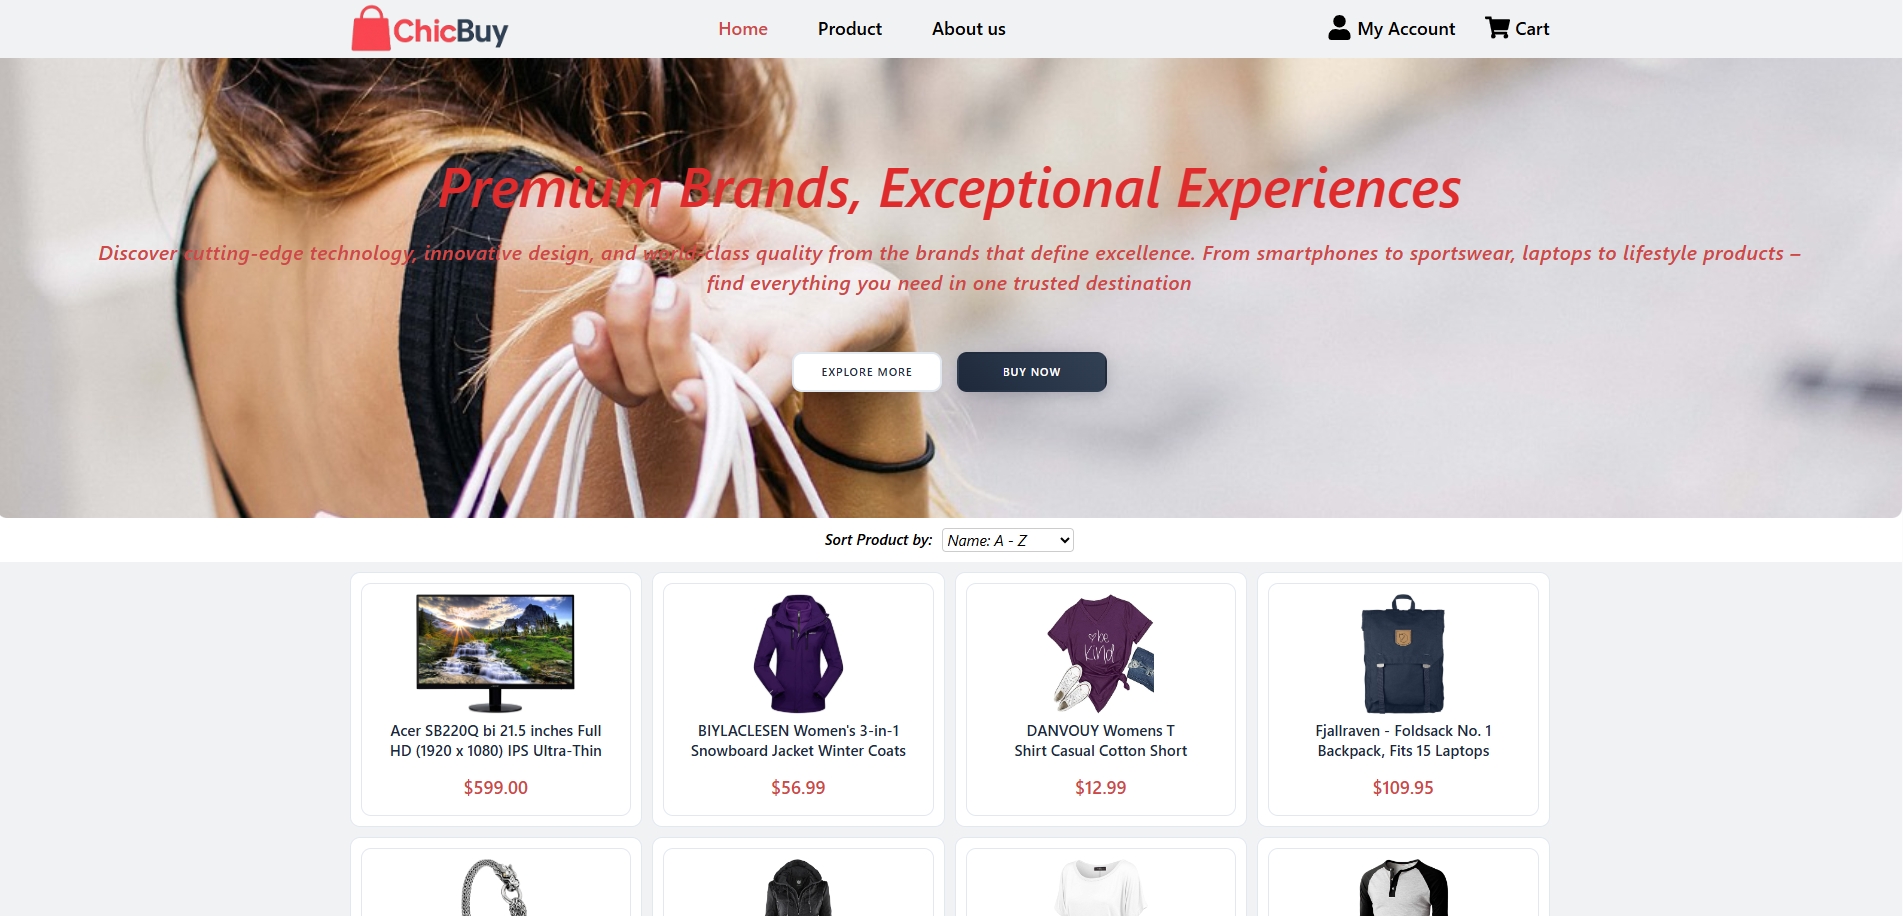 ChicBuy
Home
Product
About us
My Account
Cart
Premium Brands, Exceptional Experiences
Discover cutting-edge technology, innovative design, and world-class quality from the brands that define excellence. From smartphones to sportswear, laptops to lifestyle products –
find everything you need in one trusted destination
EXPLORE MORE
BUY NOW
Sort Product by:
Name: A - Z
Acer SB220Q bi 21.5 inches Full
HD (1920 x 1080) IPS Ultra-Thin
$599.00
BIYLACLESEN Women's 3-in-1
Snowboard Jacket Winter Coats
$56.99
be
kind
DANVOUY Womens T
Shirt Casual Cotton Short
$12.99
Fjallraven - Foldsack No. 1
Backpack, Fits 15 Laptops
$109.95